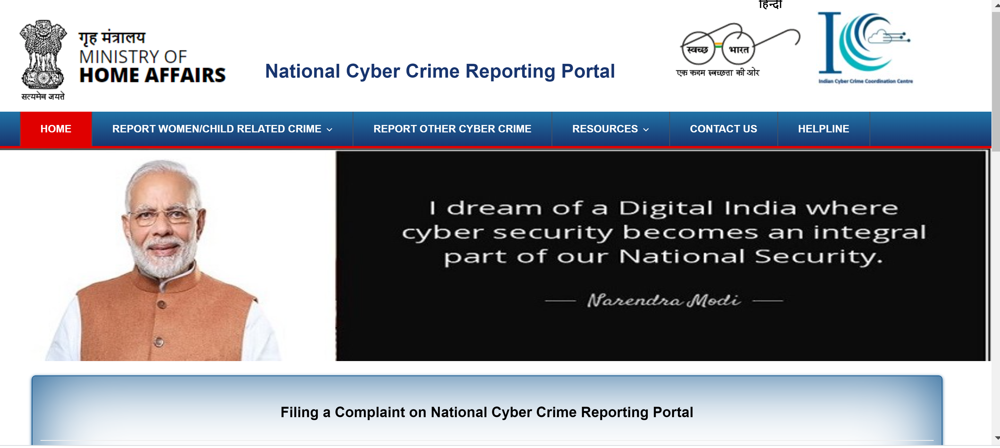 हिन्दी
गृह मंत्रालय
MINISTRY OF
HOME AFFAIRS
सत्यमेव जयते
National Cyber Crime Reporting Portal
स्वच्छ भारत
एक कदम स्वच्छता की ओर
Indian Cyber Crime Coordination Centre
HOME REPORT WOMEN/CHILD RELATED CRIME REPORT OTHER CYBER CRIME RESOURCES CONTACT US HELPLINE
I dream of a Digital India where
cyber security becomes an integral
part of our National Security.
Narendra Modi
Filing a Complaint on National Cyber Crime Reporting Portal